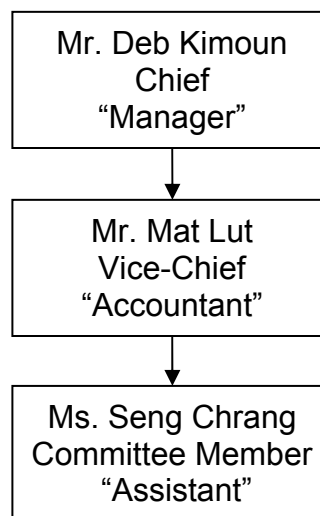 Mr. Deb Kimoun
Chief
“Manager”
Mr. Mat Lut
Vice-Chief
“Accountant”
Ms. Seng Chrang
Committee Member
“Assistant”